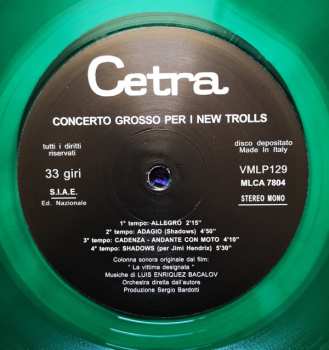 Cetra
CONCERTO GROSSO PER I NEW TROLLS
tutti i diritti
riservati
disco depositato
Made In Italy
33 giri
VMLP129
MLCA 7804
S.I.A.E.
Ed. Nazionale
STEREO MONO
1° tempo: ALLEGRO 2'15"
2° tempo: ADAGIO (Shadows) 4'50"
3° tempo: CADENZA - ANDANTE CON MOTO 4'10"
4° tempo: SHADOWS (per Jimi Hendrix) 5'30"
Colonna sonora originale dal film:
" La vittima designata "
Musiche di LUIS ENRIQUEZ BACALOV
Orchestra diretta dall'autore
Produzione Sergio Bardotti